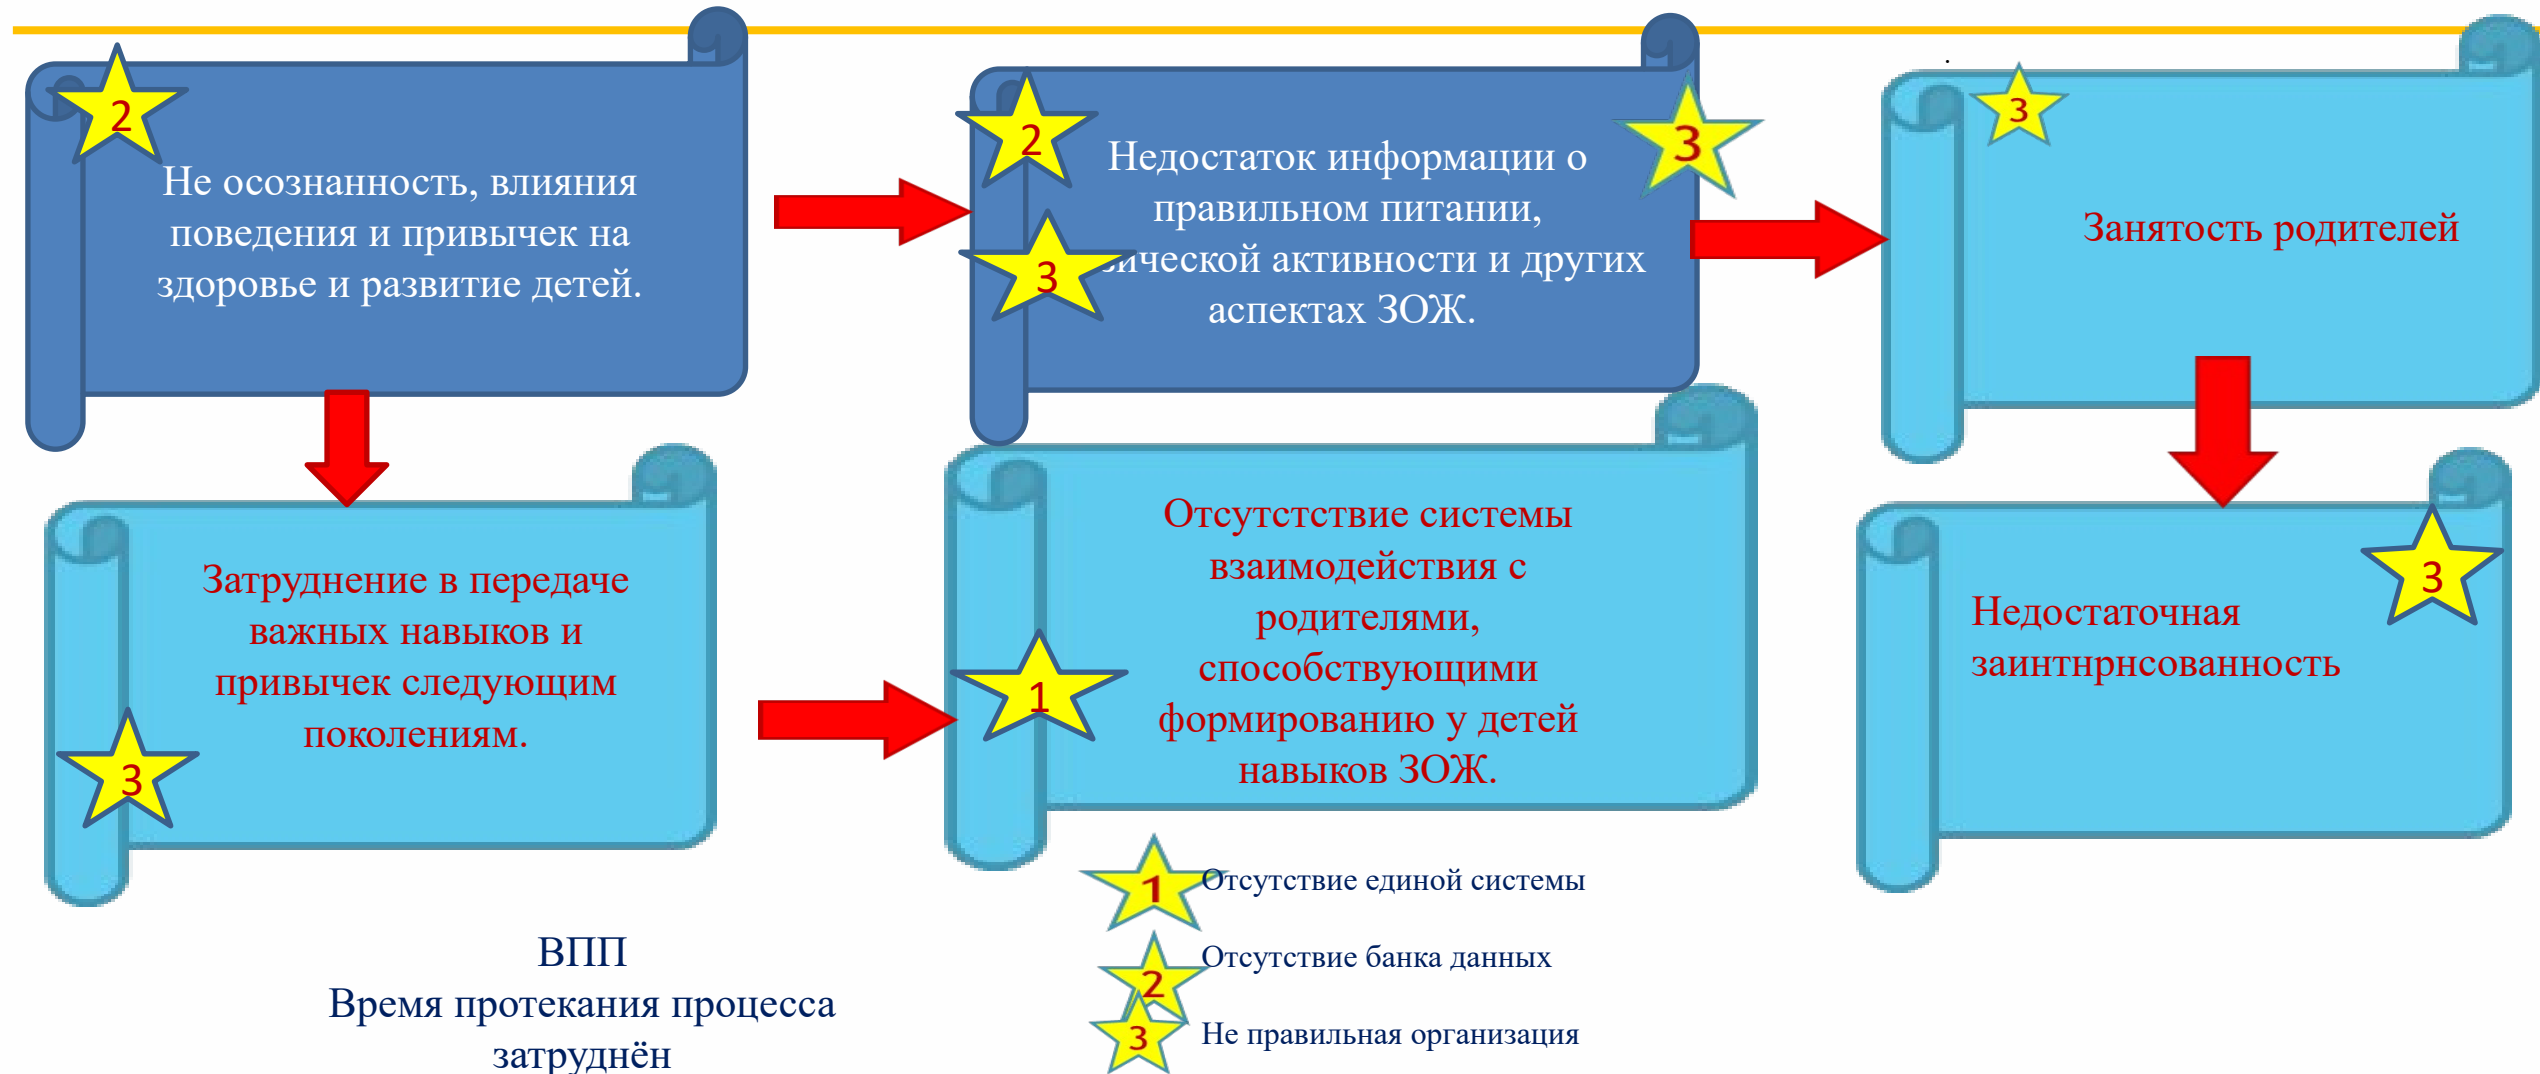 2
Не осознанность, влияния
поведения и привычек на
здоровье и развитие детей.
2
3
3
Недостаток информации о
правильном питании,
ической активности и других
аспектах ЗОЖ.
.
3
Занятость родителей
Затруднение в передаче
важных навыков и
привычек следующим
поколениям.
3
Отсутстствие системы
взаимодействия с
родителями,
способствующими
формированию у детей
навыков ЗОЖ.
1
3
Недостаточная
заинтнрнсованность
ВПП
Время протекания процесса
затруднён
1 Отсутствие единой системы
2 Отсутствие банка данных
3 Не правильная организация